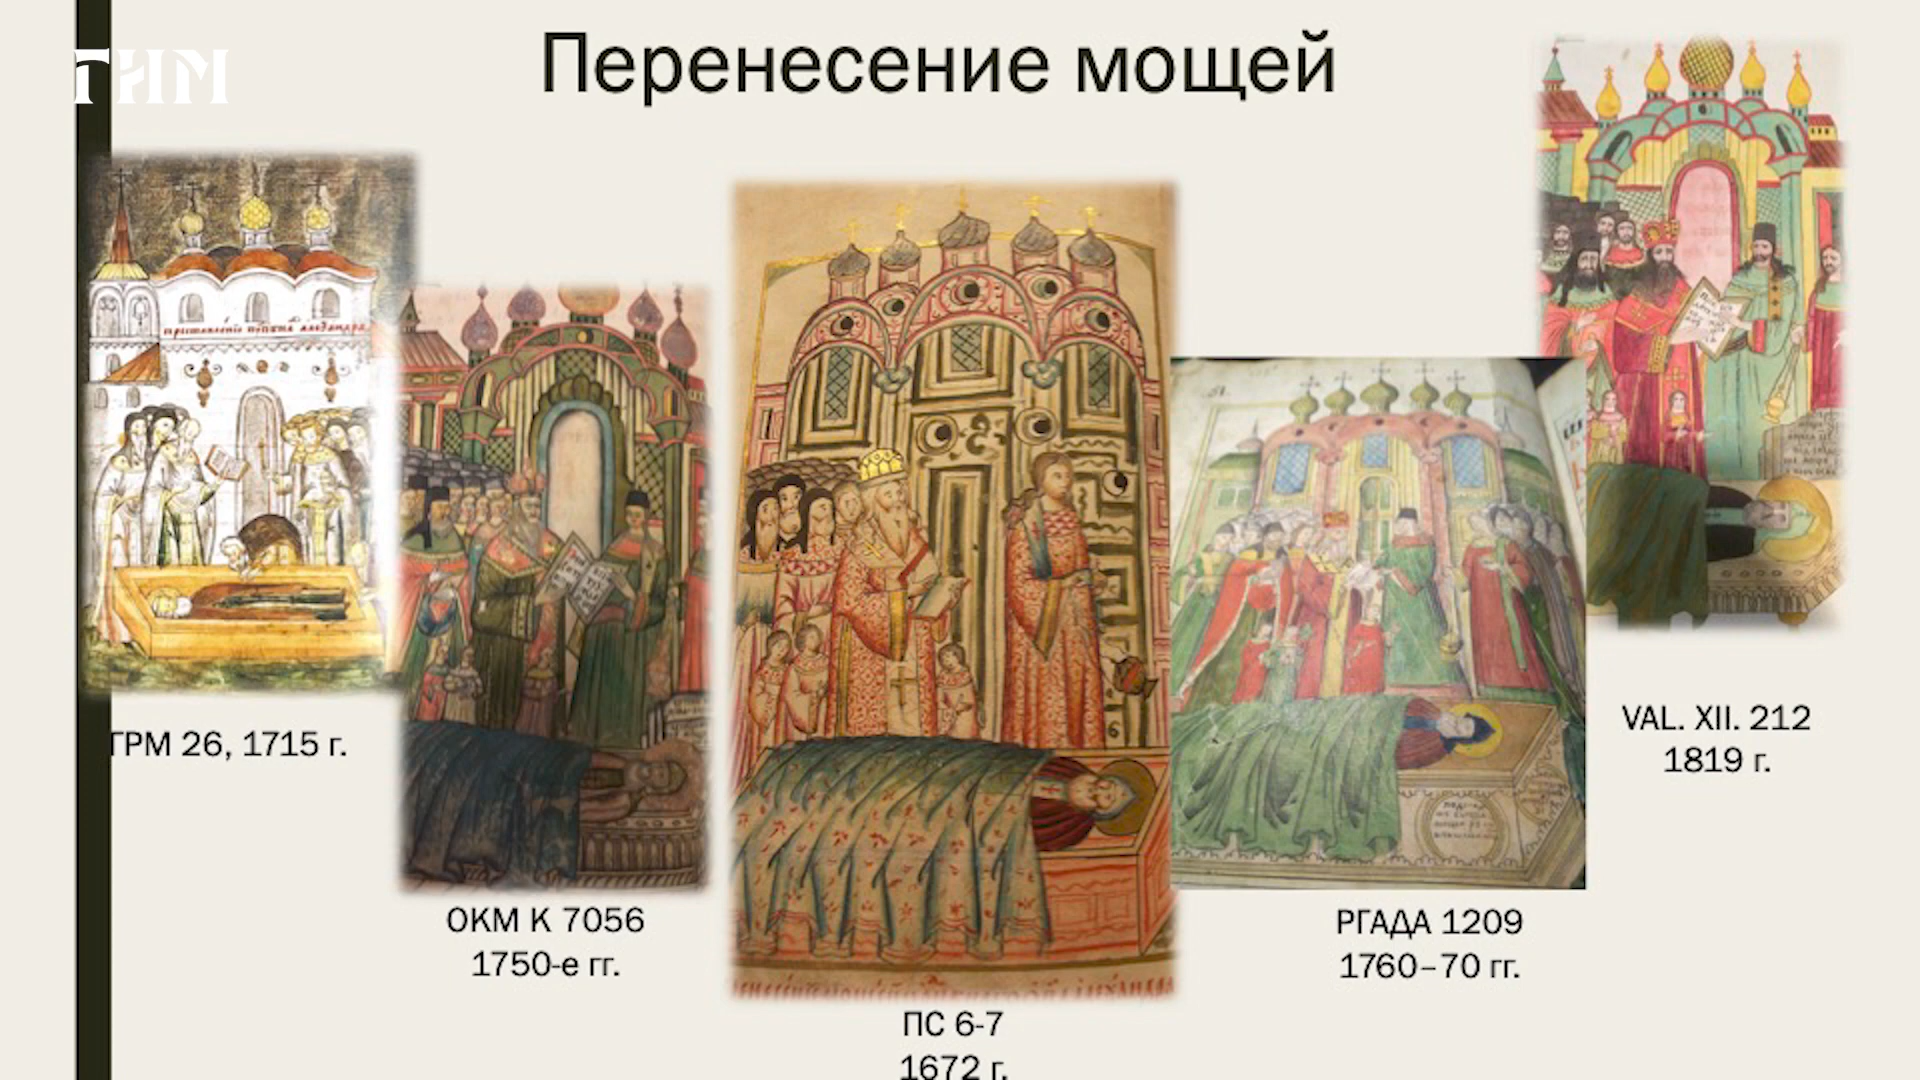 ГИМ
Перенесение мощей
ГРМ 26, 1715 г.
ОКМ К 7056
1750-е гг.
ПС 6-7
1672 г.
РГАДА 1209
1760–70 гг.
VAL. XII. 212
1819 г.